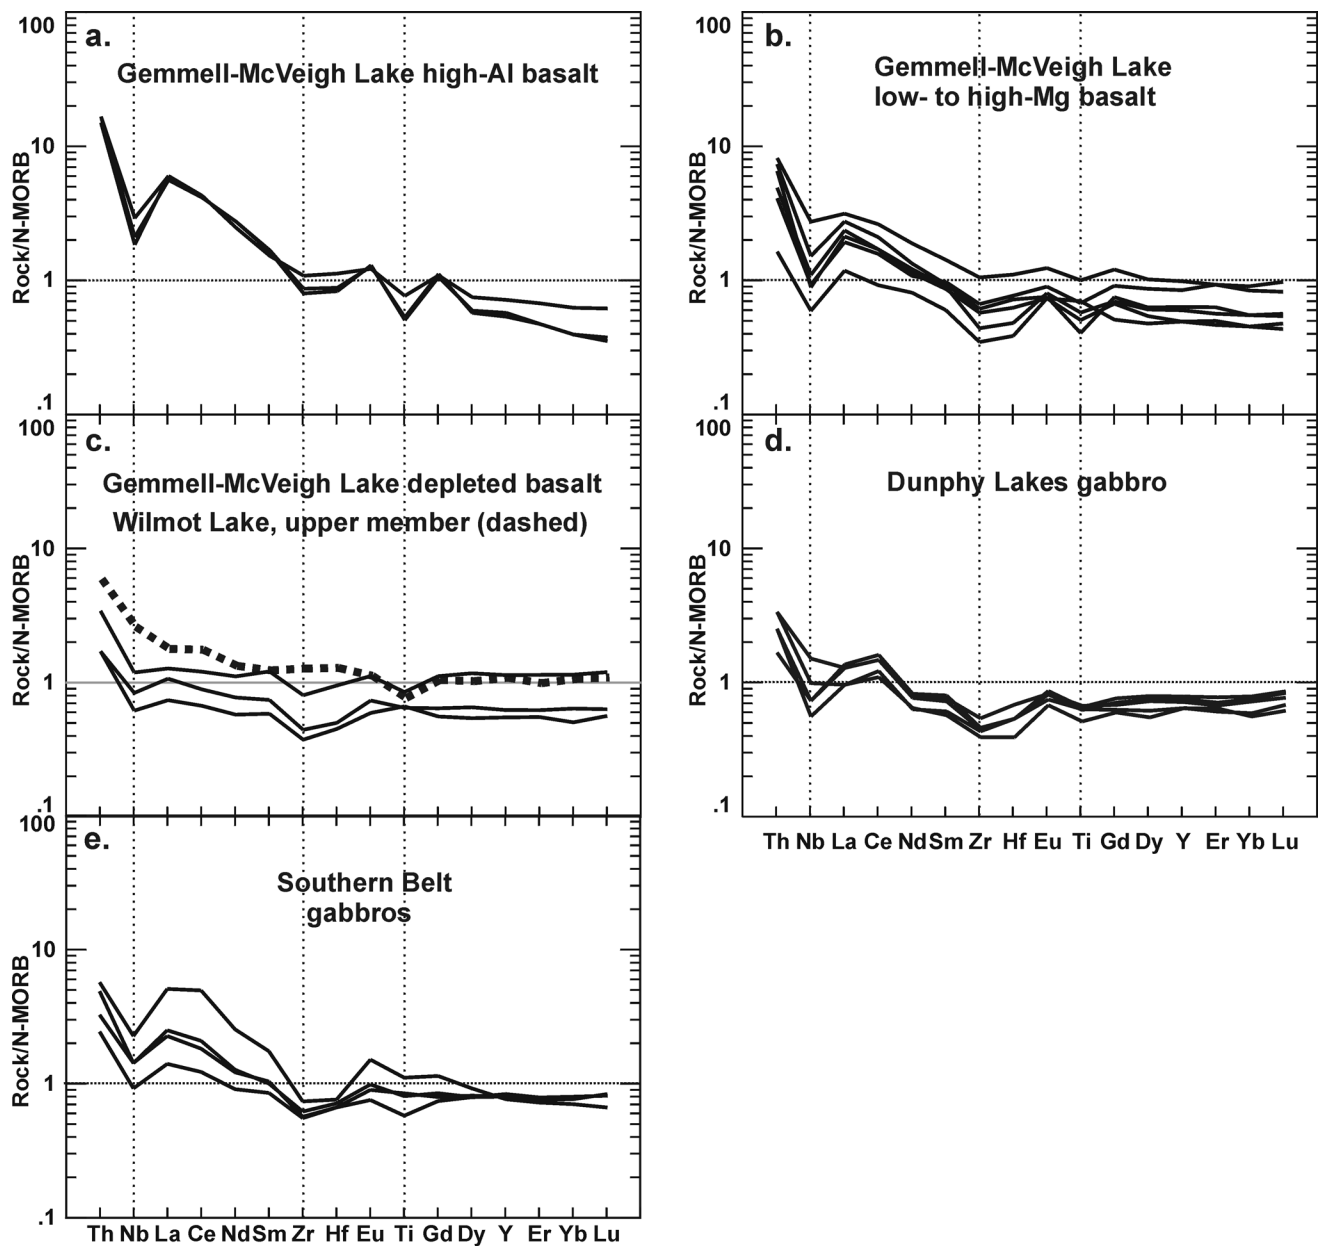 a.
Gemmell-McVeigh Lake high-Al basalt
100
10
1
.1
Rock/N-MORB
b.
Gemmell-McVeigh Lake
low- to high-Mg basalt
100
10
1
.1
Rock/N-MORB
c.
Gemmell-McVeigh Lake depleted basalt
Wilmot Lake, upper member (dashed)
100
10
1
.1
Rock/N-MORB
d.
Dunphy Lakes gabbro
100
10
1
.1
Rock/N-MORB
Th Nb La Ce Nd Sm Zr Hf Eu Ti Gd Dy Y Er Yb Lu
e.
Southern Belt
gabbros
100
10
1
.1
Rock/N-MORB
Th Nb La Ce Nd Sm Zr Hf Eu Ti Gd Dy Y Er Yb Lu